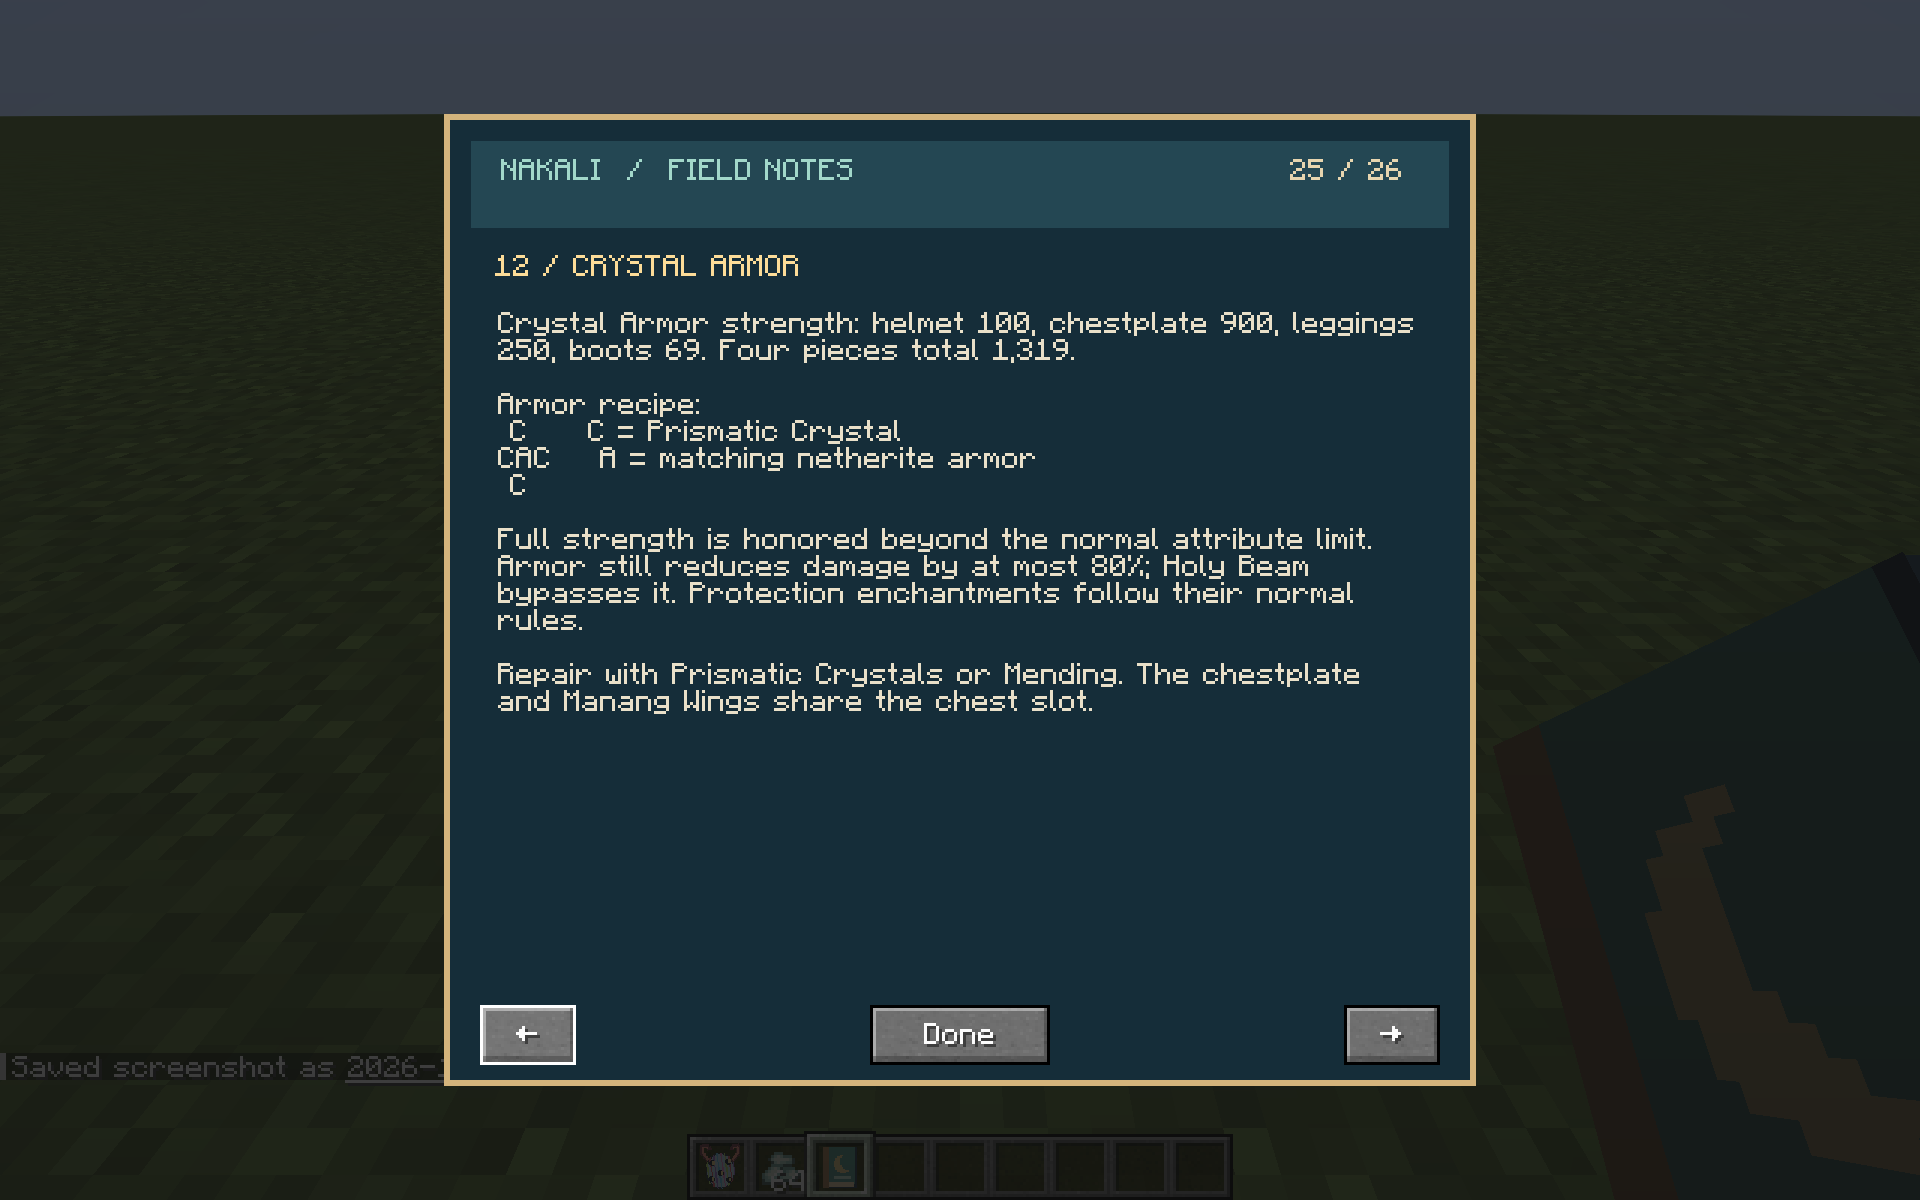 NAKALI / FIELD NOTES 25 / 26
12 / CRYSTAL ARMOR
Crystal Armor strength: helmet 100, chestplate 900, leggings
250, boots 69. Four pieces total 1,319.
Armor recipe:
C C = Prismatic Crystal
CAC A = matching netherite armor
C
Full strength is honored beyond the normal attribute limit.
Armor still reduces damage by at most 80%; Holy Beam
bypasses it. Protection enchantments follow their normal
rules.
Repair with Prismatic Crystals or Mending. The chestplate
and Manang Wings share the chest slot.
← Done →
Saved screenshot as 2026-
64